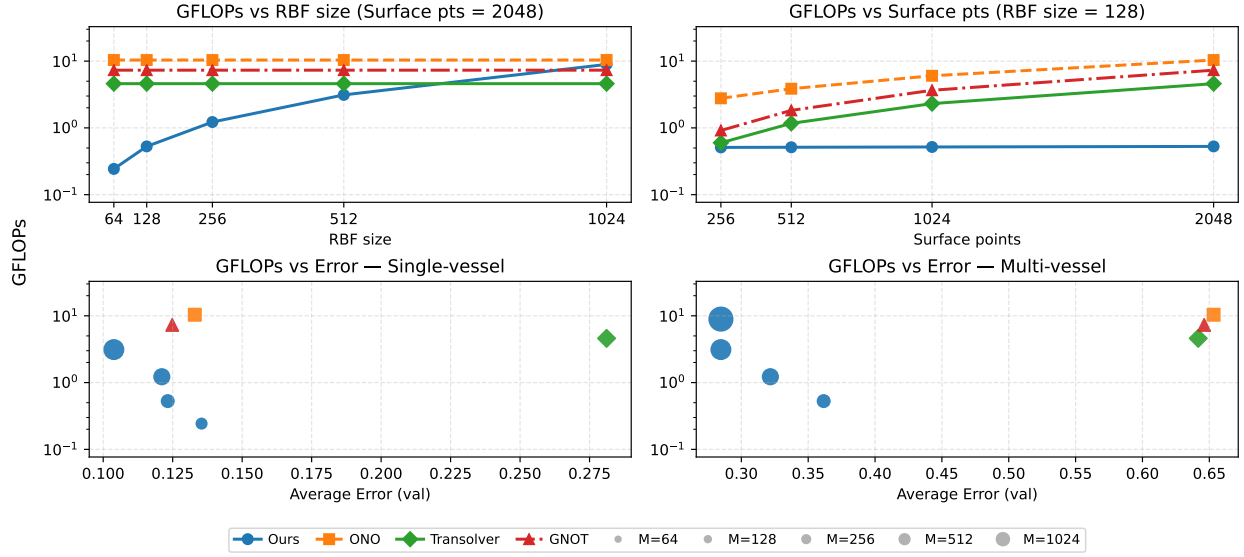 GFLOPs vs RBF size (Surface pts = 2048)
10¹
10⁰
10⁻¹
64 128 256 512 1024
RBF size
GFLOPs vs Surface pts (RBF size = 128)
10¹
10⁰
10⁻¹
256 512 1024 2048
Surface points
GFLOPs
GFLOPs vs Error — Single-vessel
10¹
10⁰
10⁻¹
0.100 0.125 0.150 0.175 0.200 0.225 0.250 0.275
Average Error (val)
GFLOPs vs Error — Multi-vessel
10¹
10⁰
10⁻¹
0.30 0.35 0.40 0.45 0.50 0.55 0.60 0.65
Average Error (val)
Ours ONO Transolver GNOT M=64 M=128 M=256 M=512 M=1024